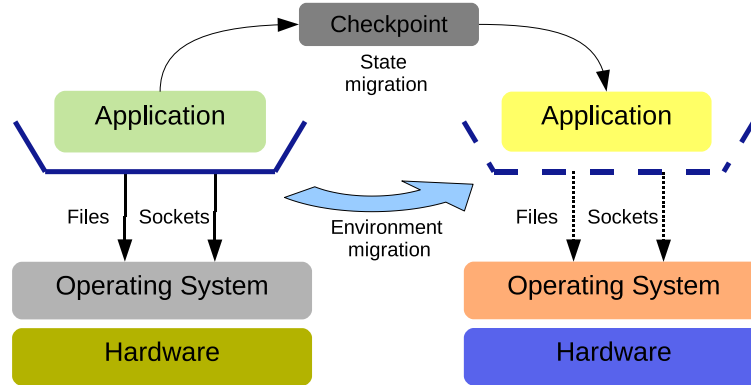 Checkpoint
State
migration
Application
Application
Files
Sockets
Files
Sockets
Environment
migration
Operating System
Operating System
Hardware
Hardware